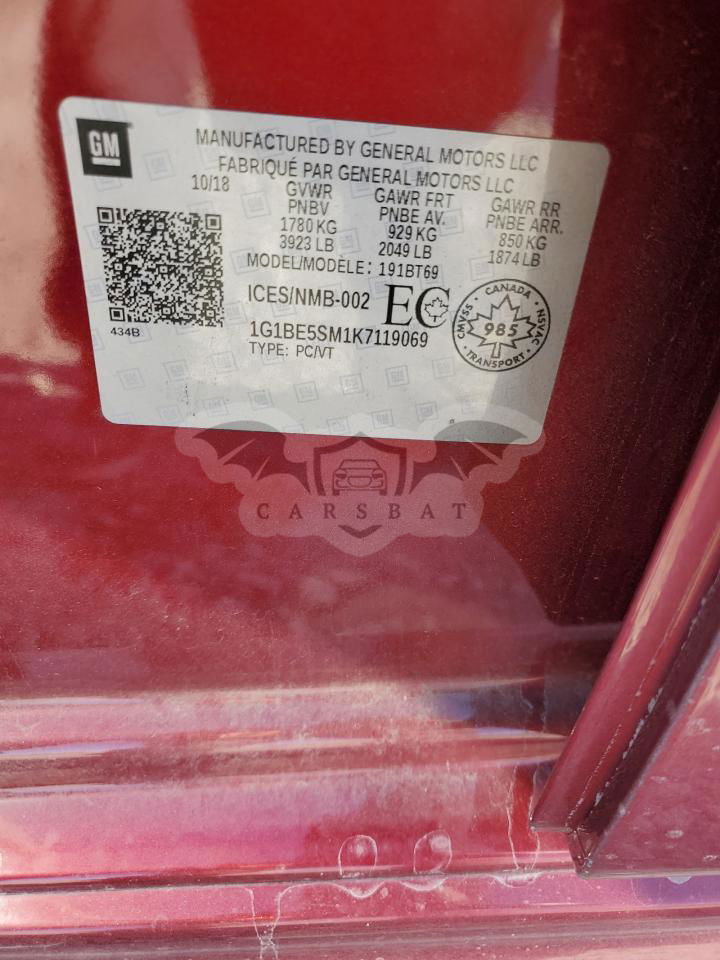 GM
MANUFACTURED BY GENERAL MOTORS LLC
FABRIQUÉ PAR GENERAL MOTORS LLC
10/18 GVWR GAWR FRT GAWR RR
PNBV PNBE AV. PNBE ARR.
1780 KG 929 KG 850 KG
3923 LB 2049 LB 1874 LB
MODEL/MODÈLE: 191BT69
ICES/NMB-002 EC
1G1BE5SM1K7119069
TYPE: PC/VT
434B
CANADA
CMVSS 985 NSVAC
TRANSPORT
CARSBAT